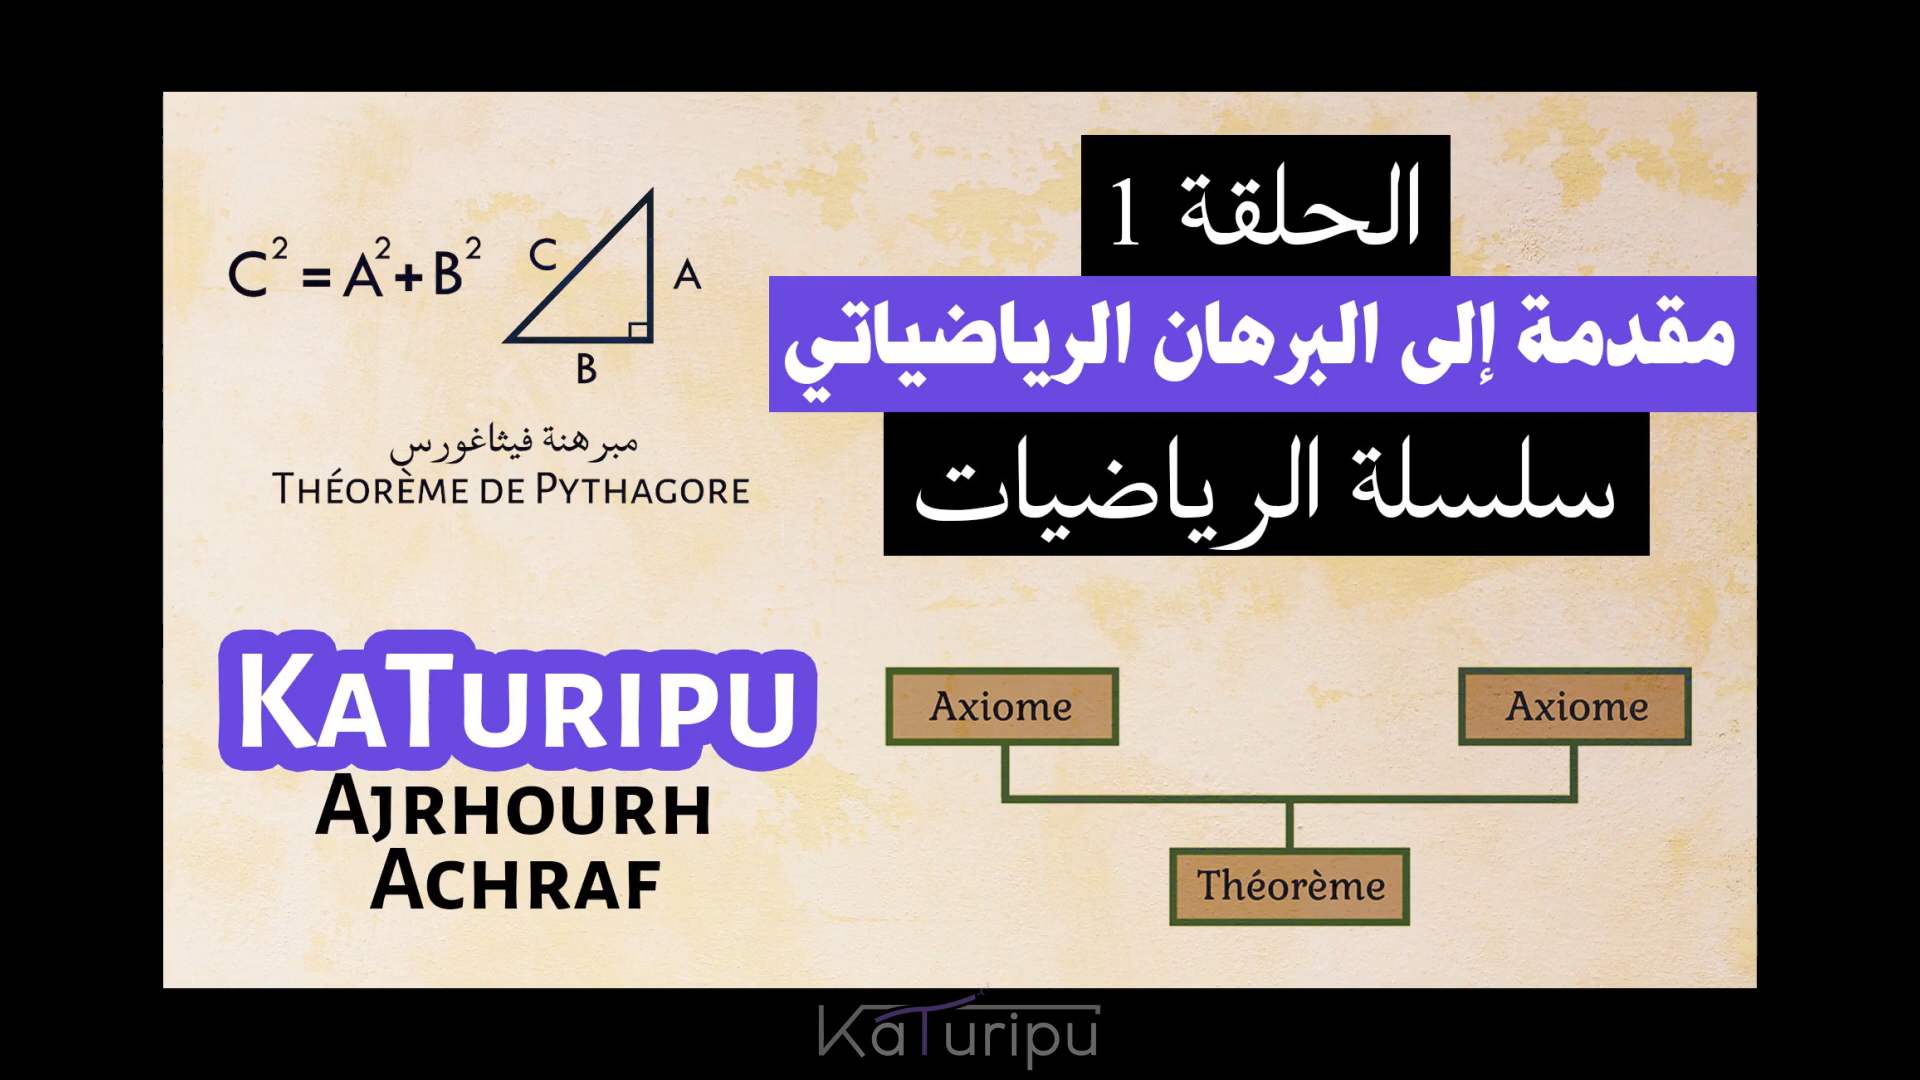 الحلقة 1
مقدمة إلى البرهان الرياضياتي
سلسلة الرياضيات
C² = A² + B²
C
A
B
مبرهنة فيثاغورس
Théorème de Pythagore
KaTuripu
Ajrhourh
Achraf
Axiome
Axiome
Théorème
KaTuripu